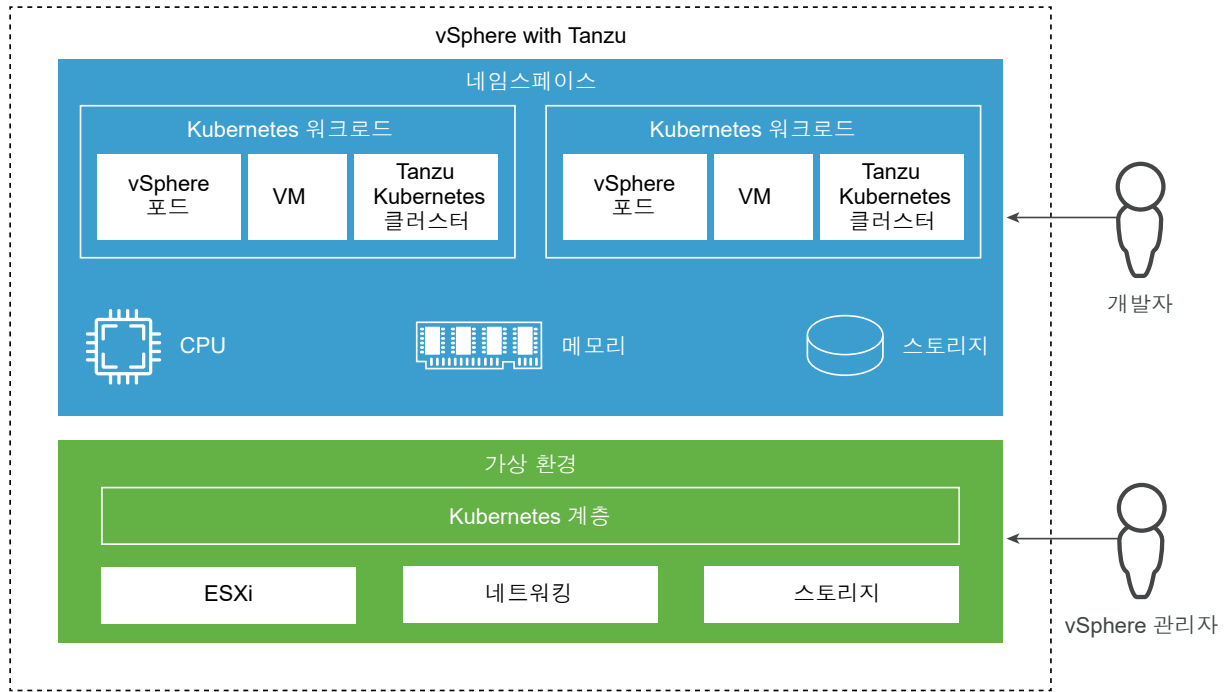 vSphere with Tanzu
네임스페이스
Kubernetes 워크로드
vSphere
포드
VM
Tanzu
Kubernetes
클러스터
Kubernetes 워크로드
vSphere
포드
VM
Tanzu
Kubernetes
클러스터
개발자
CPU
메모리
스토리지
가상 환경
Kubernetes 계층
ESXi
네트워킹
스토리지
vSphere 관리자